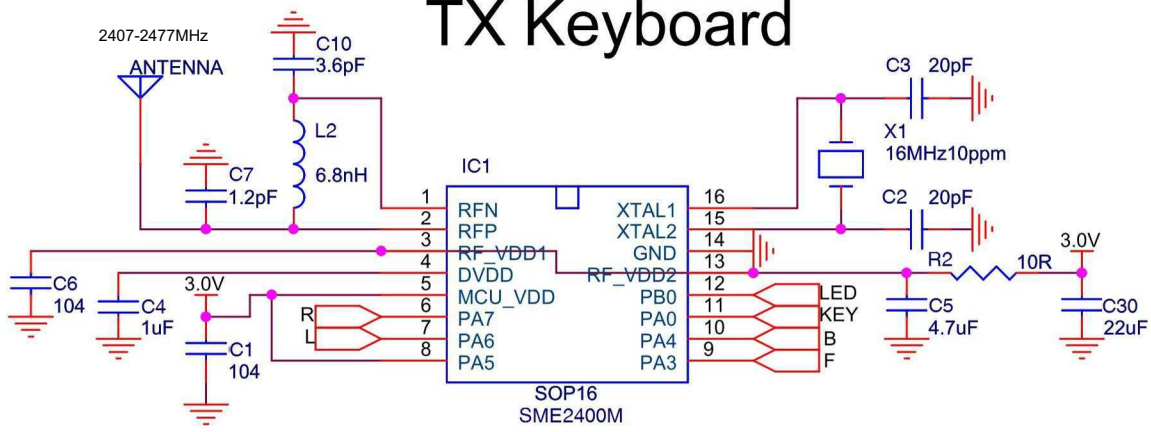 TX Keyboard
2407-2477MHz
ANTENNA
C10
3.6pF
L2
6.8nH
C7
1.2pF
IC1
C3 20pF
X1
16MHz10ppm
C2 20pF
1 RFN XTAL1 16
2 RFP XTAL2 15
3 RF_VDD1 GND 14
4 DVDD RF_VDD2 13
5 MCU_VDD PB0 12 LED
R 6 PA7 PA0 11 KEY
L 7 PA6 PA4 10 B
8 PA5 PA3 9 F
C6
104
C4
1uF
3.0V
C1
104
R2 10R
3.0V
C5
4.7uF
C30
22uF
SOP16
SME2400M